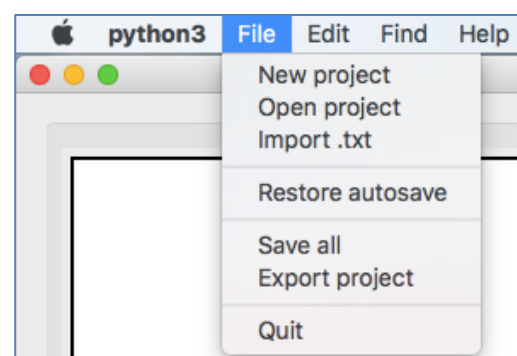 python3 File Edit Find Help
New project
Open project
Import .txt
Restore autosave
Save all
Export project
Quit